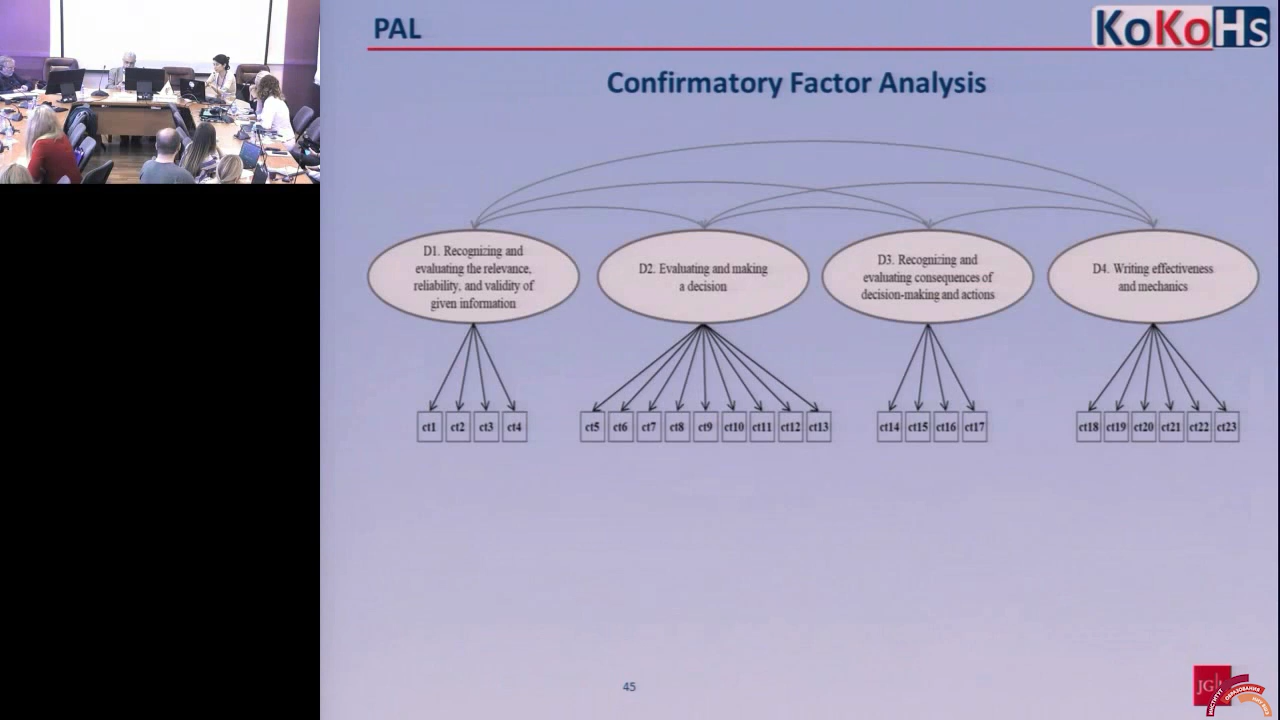 PAL
KoKoHs
Confirmatory Factor Analysis
D1. Recognizing and
evaluating the relevance,
reliability, and validity of
given information
D2. Evaluating and making
a decision
D3. Recognizing and
evaluating consequences of
decision-making and actions
D4. Writing effectiveness
and mechanics
ct1 ct2 ct3 ct4
ct5 ct6 ct7 ct8 ct9 ct10 ct11 ct12 ct13
ct14 ct15 ct16 ct17
ct18 ct19 ct20 ct21 ct22 ct23
45
ИНСТИТУТ
ОБРАЗОВАНИЯ